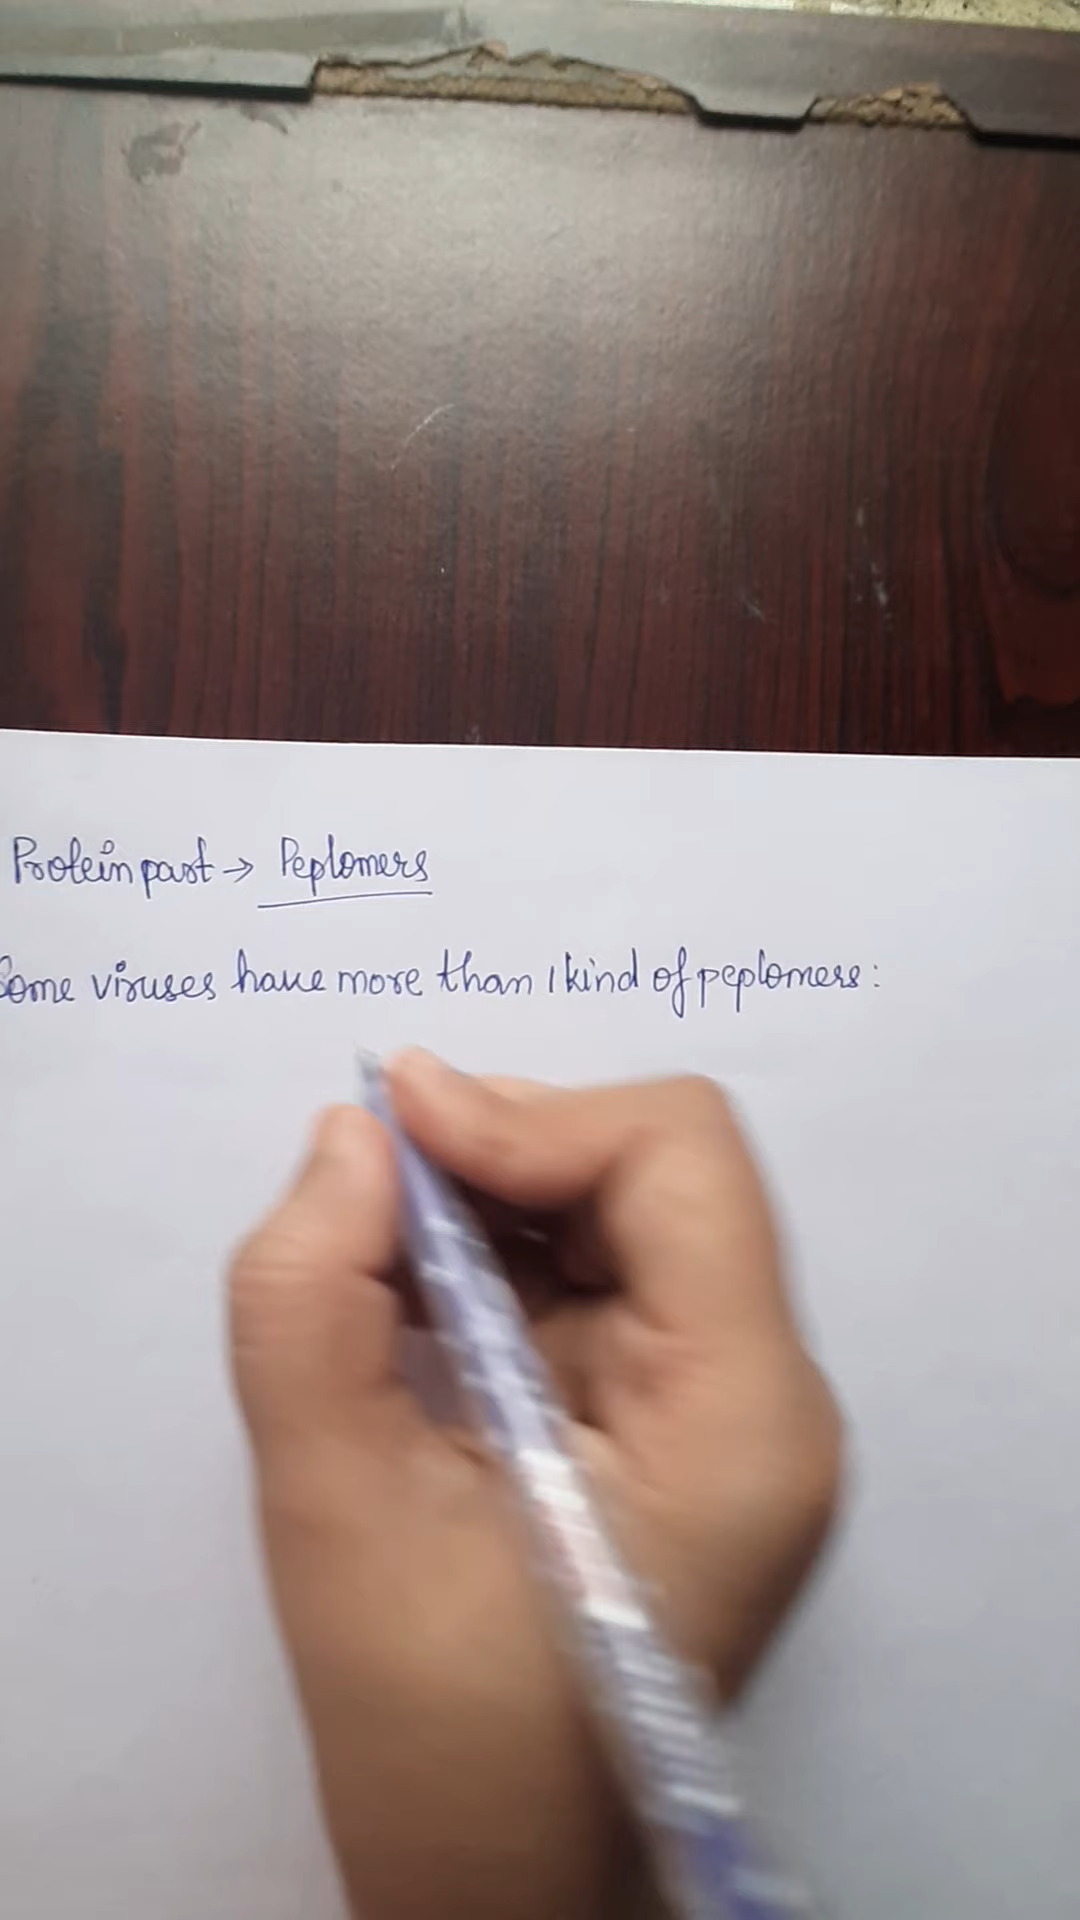 Protein part → Peplomers
Some viruses have more than 1 kind of peplomers: